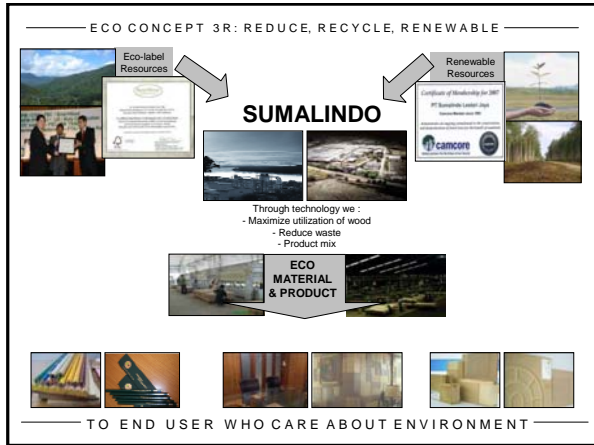 ECO CONCEPT 3R: REDUCE, RECYCLE, RENEWABLE
Eco-label
Resources
Renewable
Resources
SUMALINDO
Certificate of Membership for 2007
PT Sumalindo Lestari Jaya
camcore
Through technology we :
- Maximize utilization of wood
- Reduce waste
- Product mix
ECO
MATERIAL
& PRODUCT
TO END USER WHO CARE ABOUT ENVIRONMENT